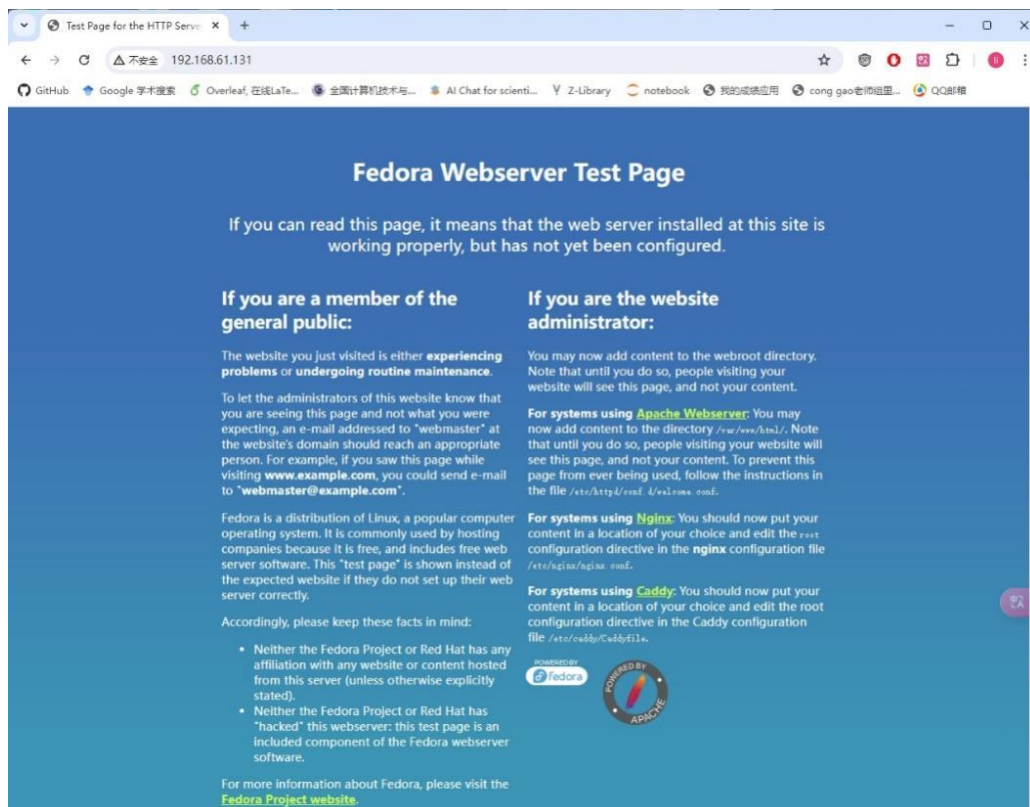 Test Page for the HTTP Serve
不安全 192.168.61.131
GitHub Google 学术搜索 Overleaf, 在线LaTe... 全国计算机技术与... AI Chat for scienti... Z-Library notebook 我的成绩应用 cong gao老师组里... QQ邮箱
Fedora Webserver Test Page
If you can read this page, it means that the web server installed at this site is
working properly, but has not yet been configured.
If you are a member of the
general public:
The website you just visited is either experiencing
problems or undergoing routine maintenance.
To let the administrators of this website know that
you are seeing this page and not what you were
expecting, an e-mail addressed to "webmaster" at
the website's domain should reach an appropriate
person. For example, if you saw this page while
visiting www.example.com, you could send e-mail
to "webmaster@example.com".
Fedora is a distribution of Linux, a popular computer
operating system. It is commonly used by hosting
companies because it is free, and includes free web
server software. This "test page" is shown instead of
the expected website if they do not set up their web
server correctly.
Accordingly, please keep these facts in mind:
• Neither the Fedora Project or Red Hat has any
affiliation with any website or content hosted
from this server (unless otherwise explicitly
stated).
• Neither the Fedora Project or Red Hat has
"hacked" this webserver: this test page is an
included component of the Fedora webserver
software.
For more information about Fedora, please visit the
Fedora Project website.
If you are the website
administrator:
You may now add content to the webroot directory.
Note that until you do so, people visiting your
website will see this page, and not your content.
For systems using Apache Webserver: You may
now add content to the directory /var/www/html/. Note
that until you do so, people visiting your website will
see this page, and not your content. To prevent this
page from ever being used, follow the instructions in
the file /etc/httpd/conf.d/welcome.conf.
For systems using Nginx: You should now put your
content in a location of your choice and edit the root
configuration directive in the nginx configuration file
/etc/nginx/nginx.conf.
For systems using Caddy: You should now put your
content in a location of your choice and edit the root
configuration directive in the Caddy configuration
file /etc/caddy/Caddyfile.
POWERED BY
fedora
POWERED BY
APACHE